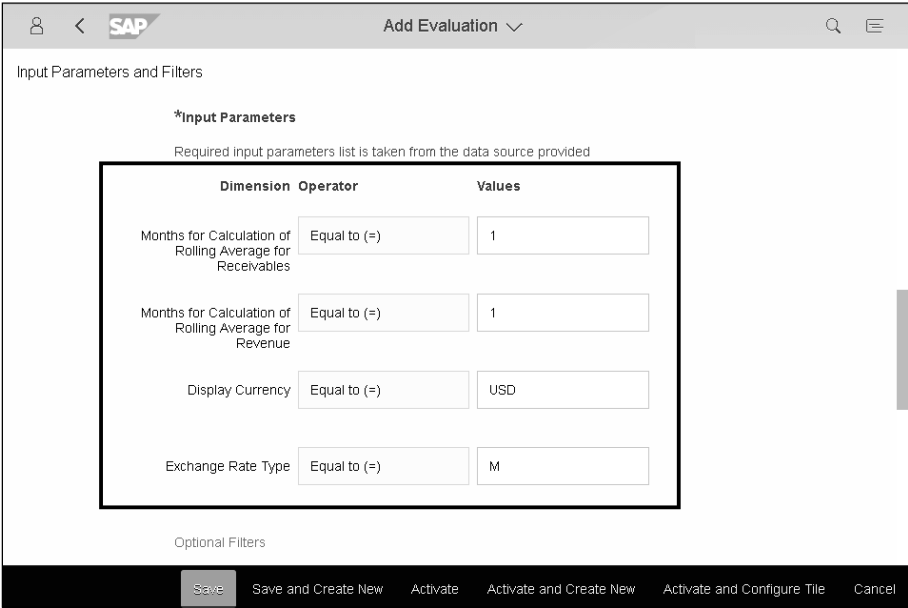 SAP Add Evaluation
Input Parameters and Filters
*Input Parameters
Required input parameters list is taken from the data source provided
Dimension Operator Values
Months for Calculation of
Rolling Average for
Receivables
Equal to (=) 1
Months for Calculation of
Rolling Average for
Revenue
Equal to (=) 1
Display Currency Equal to (=) USD
Exchange Rate Type Equal to (=) M
Optional Filters
Save Save and Create New Activate Activate and Create New Activate and Configure Tile Cancel